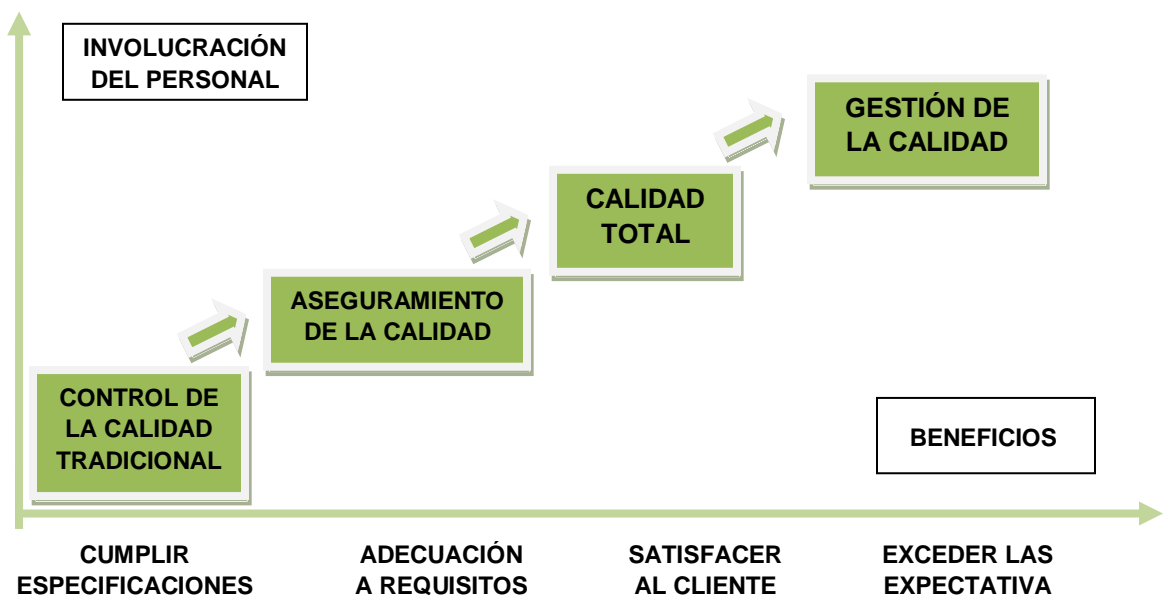 INVOLUCRACIÓN
DEL PERSONAL
GESTIÓN DE
LA CALIDAD
CALIDAD
TOTAL
ASEGURAMIENTO
DE LA CALIDAD
CONTROL DE
LA CALIDAD
TRADICIONAL
BENEFICIOS
CUMPLIR
ESPECIFICACIONES
ADECUACIÓN
A REQUISITOS
SATISFACER
AL CLIENTE
EXCEDER LAS
EXPECTATIVA